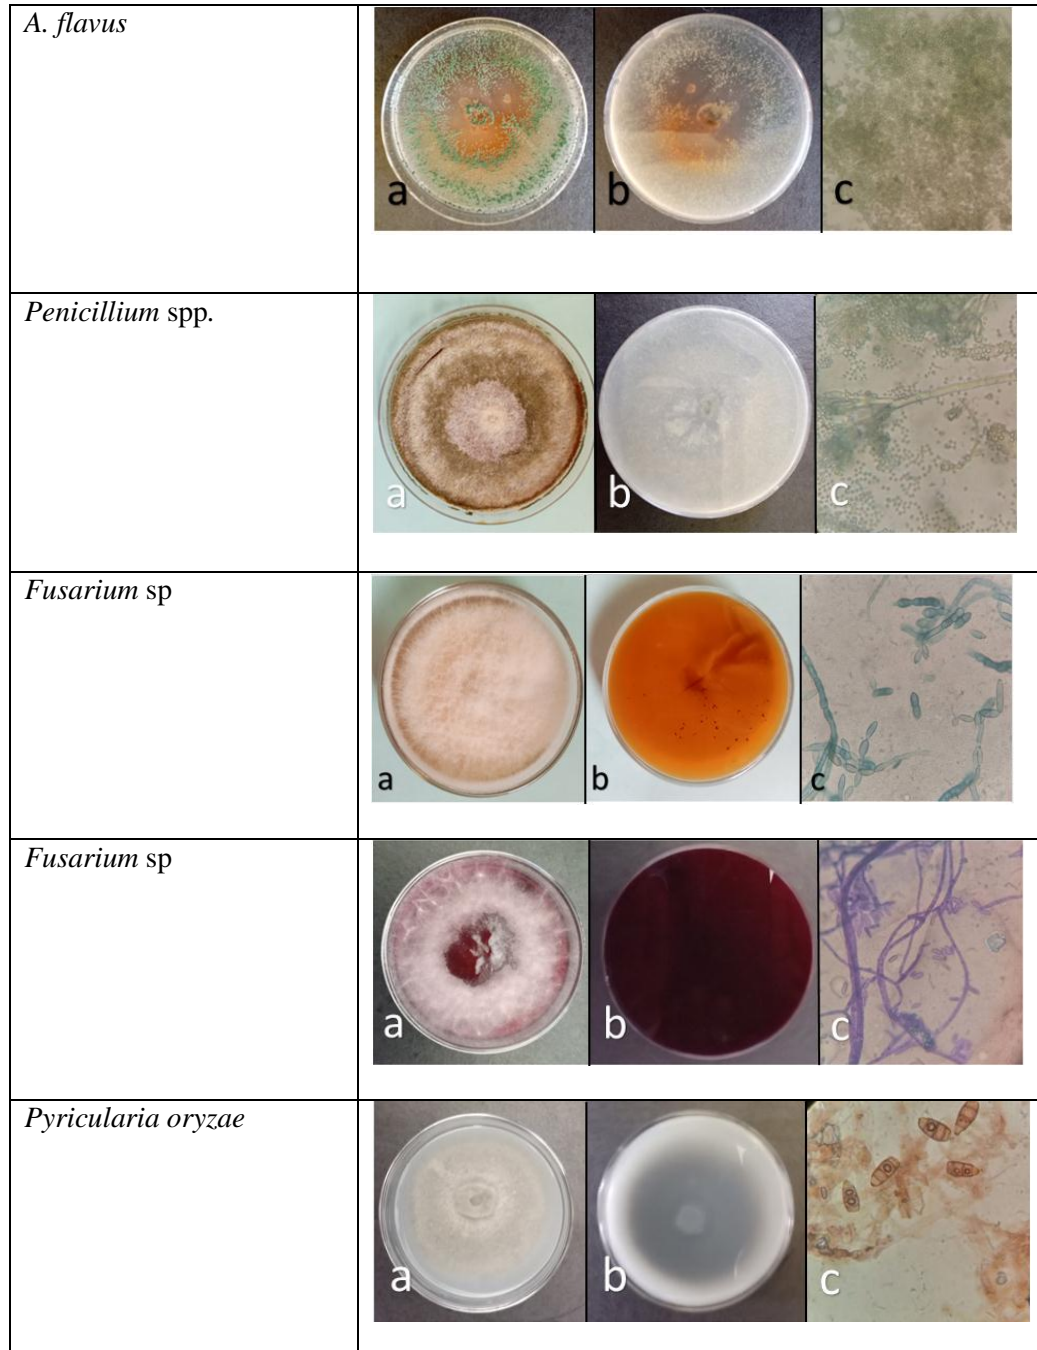 A. flavus
a b c
Penicillium spp.
a b c
Fusarium sp
a b c
Fusarium sp
a b c
Pyricularia oryzae
a b c